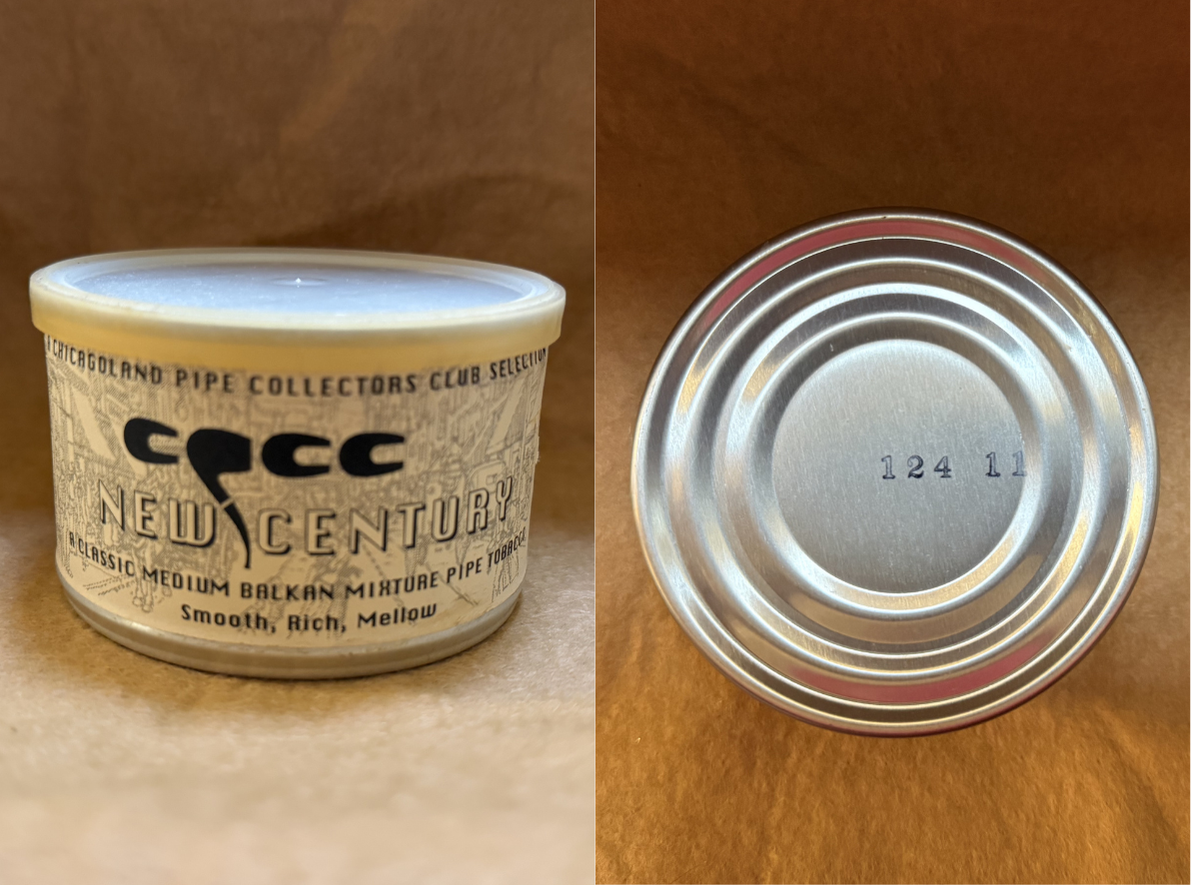 A CHICAGOLAND PIPE COLLECTORS CLUB SELECTION
CPCC
NEW CENTURY
A CLASSIC MEDIUM BALKAN MIXTURE PIPE TOBACCO
Smooth, Rich, Mellow
124 11